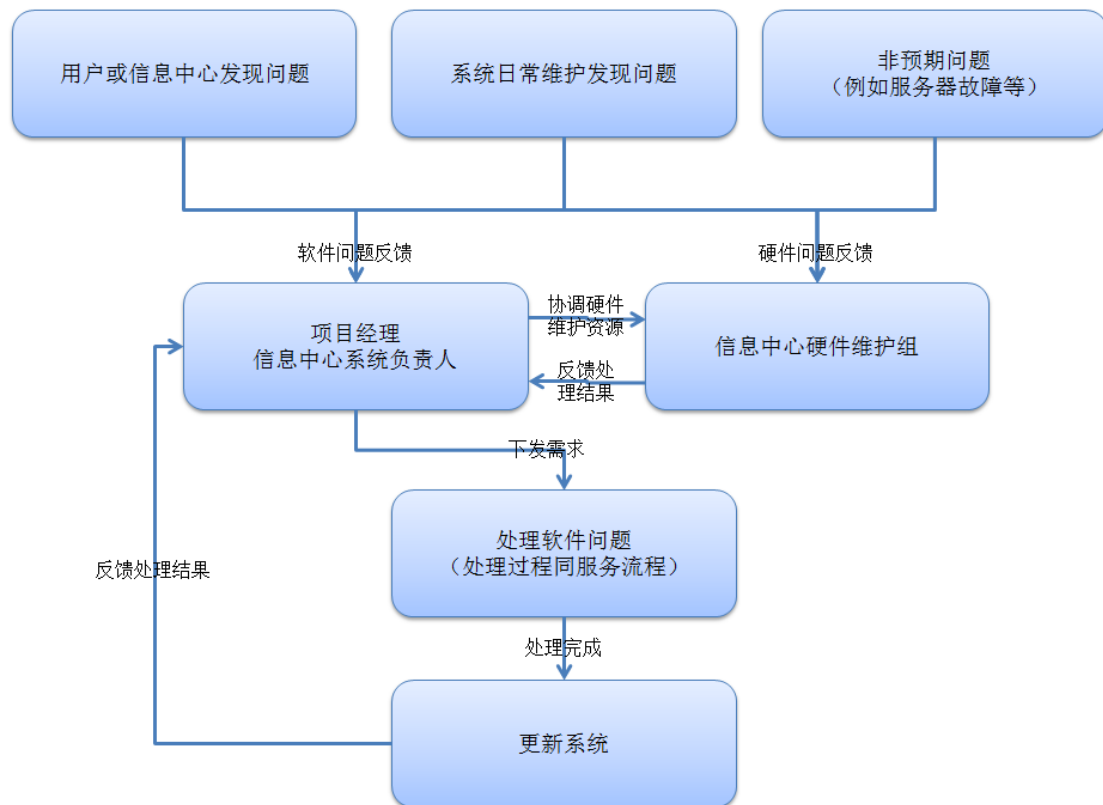 用户或信息中心发现问题
系统日常维护发现问题
非预期问题
（例如服务器故障等）
软件问题反馈
硬件问题反馈
项目经理
信息中心系统负责人
协调硬件
维护资源
反馈处
理结果
信息中心硬件维护组
下发需求
处理软件问题
（处理过程同服务流程）
反馈处理结果
处理完成
更新系统